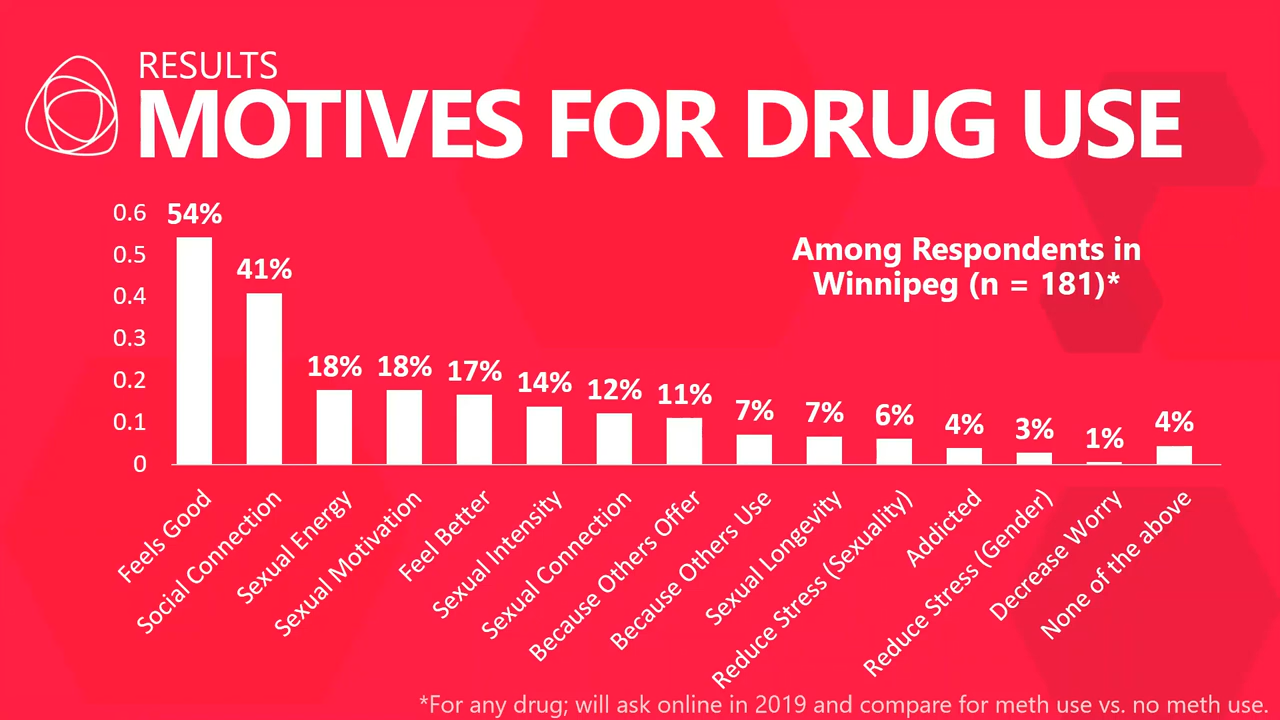 RESULTS
MOTIVES FOR DRUG USE
Among Respondents in
Winnipeg (n = 181)*
0.6
0.5
0.4
0.3
0.2
0.1
0
54%
41%
18%
18%
17%
14%
12%
11%
7%
7%
6%
4%
3%
1%
4%
Feels Good
Social Connection
Sexual Energy
Sexual Motivation
Feel Better
Sexual Intensity
Sexual Connection
Because Others Offer
Because Others Use
Sexual Longevity
Reduce Stress (Sexuality)
Addicted
Reduce Stress (Gender)
Decrease Worry
None of the above
*For any drug; will ask online in 2019 and compare for meth use vs. no meth use.